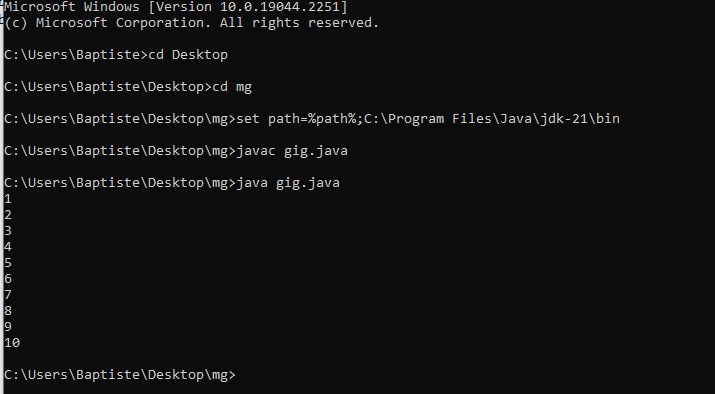 Microsoft Windows [Version 10.0.19044.2251]
(c) Microsoft Corporation. All rights reserved.
C:\Users\Baptiste>cd Desktop
C:\Users\Baptiste\Desktop>cd mg
C:\Users\Baptiste\Desktop\mg>set path=%path%;C:\Program Files\Java\jdk-21\bin
C:\Users\Baptiste\Desktop\mg>javac gig.java
C:\Users\Baptiste\Desktop\mg>java gig.java
1
2
3
4
5
6
7
8
9
10
C:\Users\Baptiste\Desktop\mg>